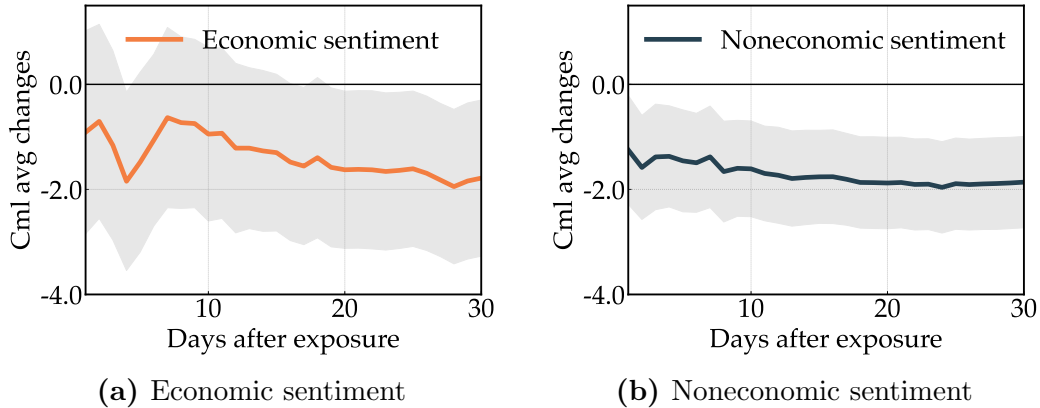 Cml avg changes
0.0
-2.0
-4.0
Economic sentiment
10
20
30
Days after exposure
(a) Economic sentiment
Cml avg changes
0.0
-2.0
-4.0
Noneconomic sentiment
10
20
30
Days after exposure
(b) Noneconomic sentiment